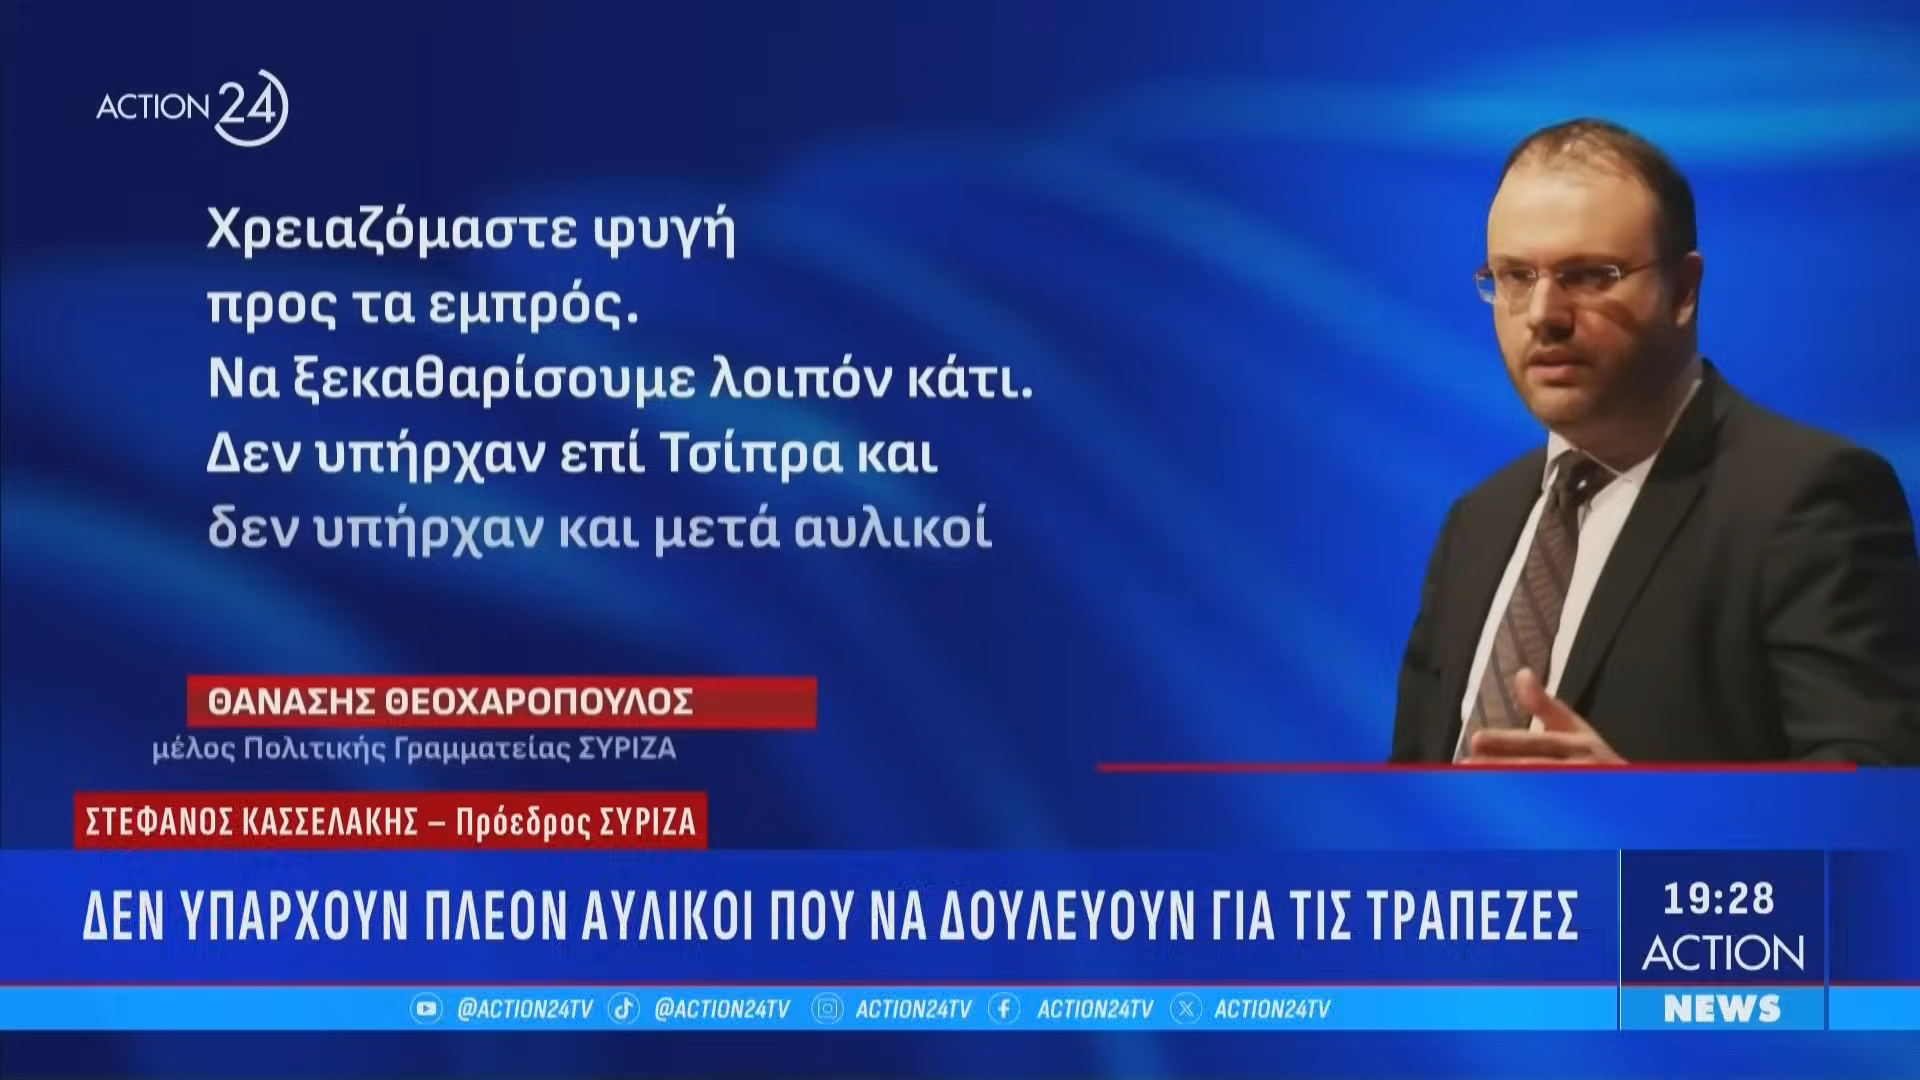 ACTION 24
Χρειαζόμαστε φυγή
προς τα εμπρός.
Να ξεκαθαρίσουμε λοιπόν κάτι.
Δεν υπήρχαν επί Τσίπρα και
δεν υπήρχαν και μετά αυλικοί
ΘΑΝΑΣΗΣ ΘΕΟΧΑΡΟΠΟΥΛΟΣ
μέλος Πολιτικής Γραμματείας ΣΥΡΙΖΑ
ΣΤΕΦΑΝΟΣ ΚΑΣΣΕΛΑΚΗΣ – Πρόεδρος ΣΥΡΙΖΑ
ΔΕΝ ΥΠΑΡΧΟΥΝ ΠΛΕΟΝ ΑΥΛΙΚΟΙ ΠΟΥ ΝΑ ΔΟΥΛΕΥΟΥΝ ΓΙΑ ΤΙΣ ΤΡΑΠΕΖΕΣ
19:28
ACTION
NEWS
@ACTION24TV @ACTION24TV ACTION24TV ACTION24TV ACTION24TV